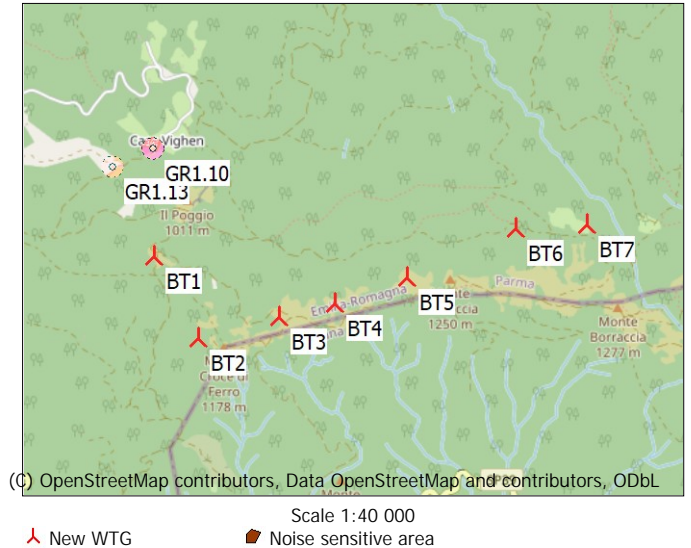 Ca Vighen
GR1.10
GR1.13
Il Poggio
1011 m
BT6
BT7
BT1
Parma
Emilia-Romagna
BT5
1250 m
BT4
BT3
Monte
Borraccia
1277 m
BT2
Croce di
Ferro
1178 m
Monte
(C) OpenStreetMap contributors, Data OpenStreetMap and contributors, ODbL
Scale 1:40 000
New WTG
Noise sensitive area